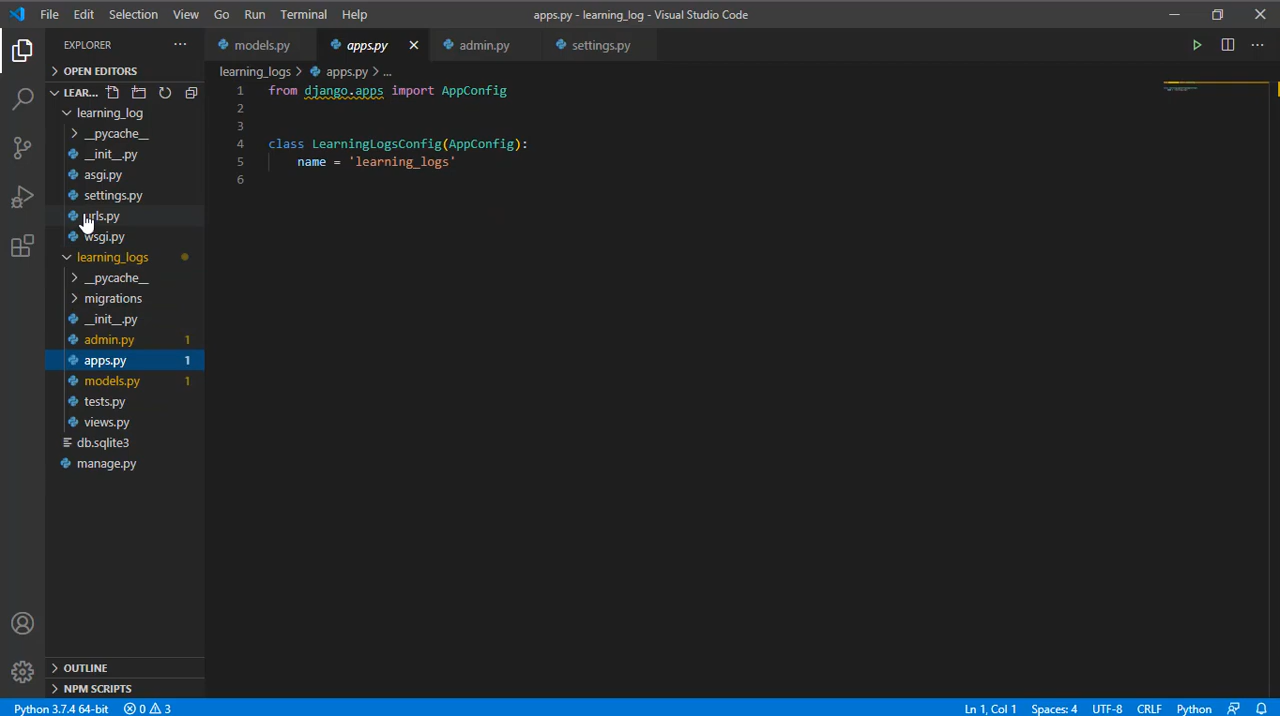 File Edit Selection View Go Run Terminal Help apps.py - learning_log - Visual Studio Code
EXPLORER
models.py apps.py admin.py settings.py
OPEN EDITORS
learning_logs > apps.py > ...
LEAR...
learning_log
__pycache__
__init__.py
asgi.py
settings.py
urls.py
wsgi.py
learning_logs
__pycache__
migrations
__init__.py
admin.py 1
apps.py 1
models.py 1
tests.py
views.py
db.sqlite3
manage.py
OUTLINE
NPM SCRIPTS
1 from django.apps import AppConfig
2
3
4 class LearningLogsConfig(AppConfig):
5 name = 'learning_logs'
6
Python 3.7.4 64-bit 0 3 Ln 1, Col 1 Spaces: 4 UTF-8 CRLF Python